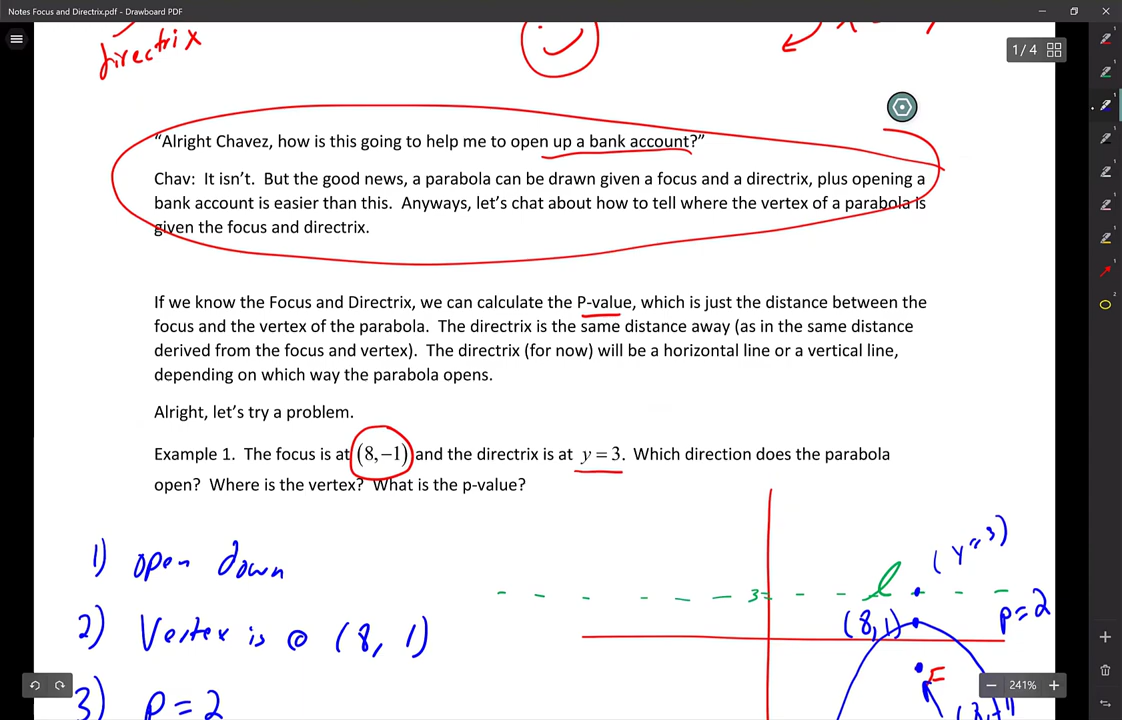 Notes Focus and Directrix.pdf - Drawboard PDF
directrix
1/4
"Alright Chavez, how is this going to help me to open up a bank account?"
Chav: It isn't. But the good news, a parabola can be drawn given a focus and a directrix, plus opening a
bank account is easier than this. Anyways, let's chat about how to tell where the vertex of a parabola is
given the focus and directrix.
If we know the Focus and Directrix, we can calculate the P-value, which is just the distance between the
focus and the vertex of the parabola. The directrix is the same distance away (as in the same distance
derived from the focus and vertex). The directrix (for now) will be a horizontal line or a vertical line,
depending on which way the parabola opens.
Alright, let's try a problem.
Example 1. The focus is at (8,−1) and the directrix is at y = 3. Which direction does the parabola
open? Where is the vertex? What is the p-value?
1) open down
2) Vertex is @ (8, 1)
3) p = 2
(y = 3)
3
l
p = 2
(8,1)
F
241%